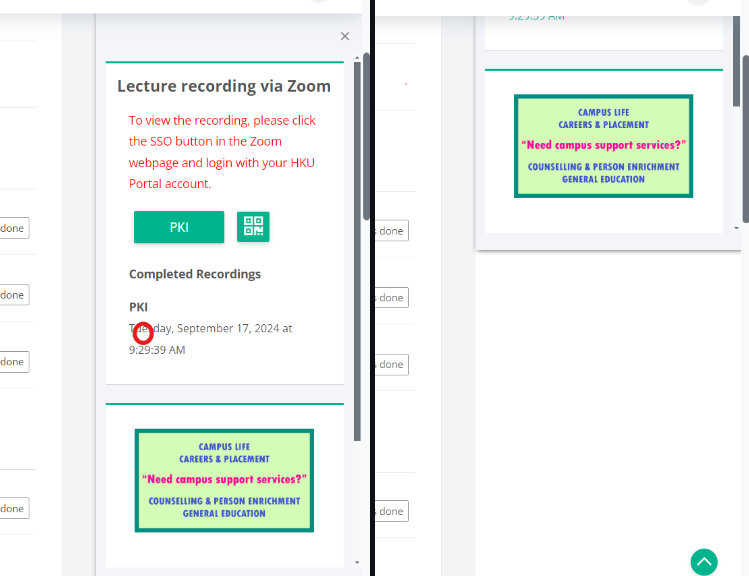 Lecture recording via Zoom
To view the recording, please click
the SSO button in the Zoom
webpage and login with your HKU
Portal account.
PKI
Completed Recordings
PKI
Tuesday, September 17, 2024 at
9:29:39 AM
CAMPUS LIFE
CAREERS & PLACEMENT
“Need campus support services?”
COUNSELLING & PERSON ENRICHMENT
GENERAL EDUCATION
done
done
done
done
9:29:39 AM
CAMPUS LIFE
CAREERS & PLACEMENT
“Need campus support services?”
COUNSELLING & PERSON ENRICHMENT
GENERAL EDUCATION
s done
done
done
s done